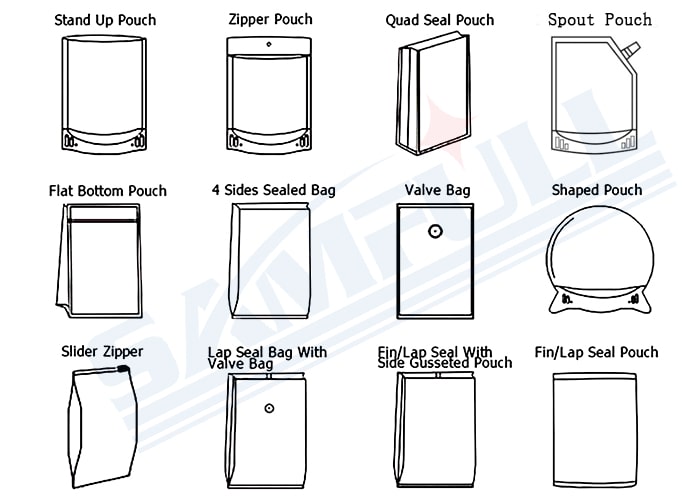 Stand Up Pouch
Zipper Pouch
Quad Seal Pouch
Spout Pouch
Flat Bottom Pouch
4 Sides Sealed Bag
Valve Bag
Shaped Pouch
Slider Zipper
Lap Seal Bag With
Valve Bag
Fin/Lap Seal With
Side Gusseted Pouch
Fin/Lap Seal Pouch
SAMFULL